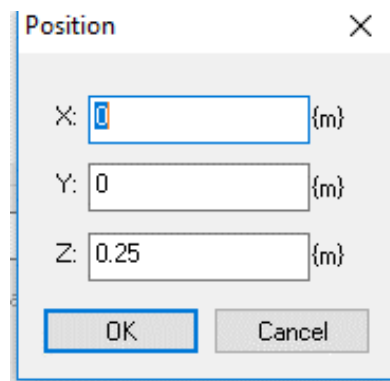 Position
X: 0 {m}
Y: 0 {m}
Z: 0.25 {m}
OK Cancel